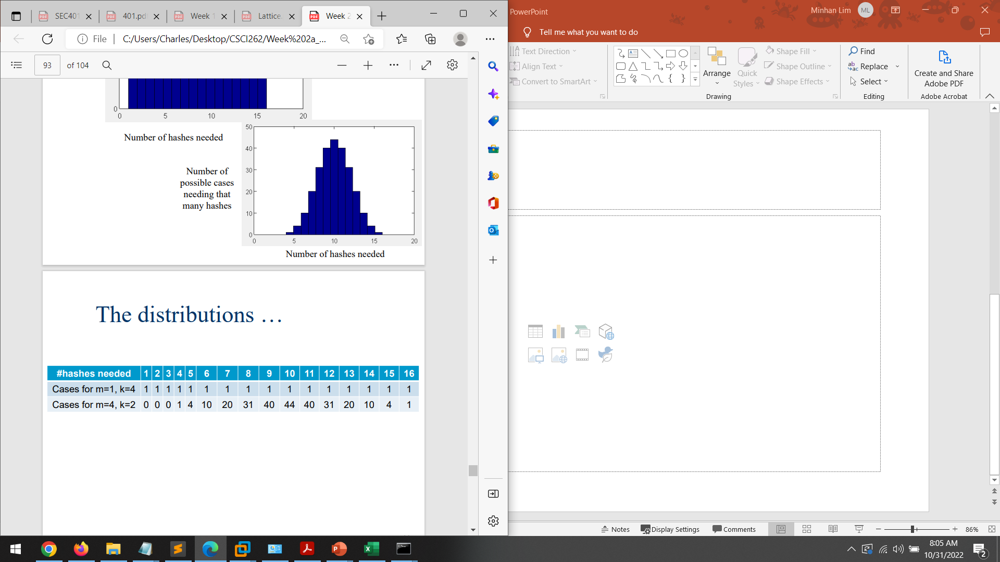 SEC401
401.pd
Week 1
Lattice.
Week 2
File
C:/Users/Charles/Desktop/CSCI262/Week%202a_...
93
of 104
0
0 5 10 15 20
Number of hashes needed
50
40
30
20
10
0
0 5 10 15 20
Number of
possible cases
needing that
many hashes
Number of hashes needed
The distributions …
#hashes needed 1 2 3 4 5 6 7 8 9 10 11 12 13 14 15 16
Cases for m=1, k=4 1 1 1 1 1 1 1 1 1 1 1 1 1 1 1 1
Cases for m=4, k=2 0 0 0 1 4 10 20 31 40 44 40 31 20 10 4 1
PowerPoint
Minhan Lim
ML
Tell me what you want to do
Text Direction
Align Text
Convert to SmartArt
Arrange
Quick
Styles
Shape Fill
Shape Outline
Shape Effects
Drawing
Find
Replace
Select
Editing
Create and Share
Adobe PDF
Adobe Acrobat
Notes
Display Settings
Comments
86%
8:05 AM
10/31/2022
2